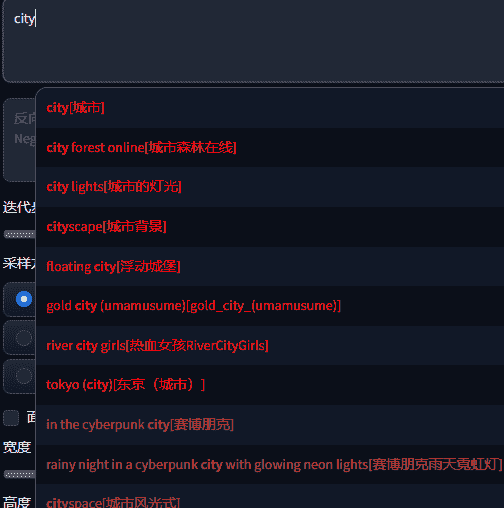 city
反向
Neg
city[城市]
city forest online[城市森林在线]
city lights[城市的灯光]
迭代步
cityscape[城市背景]
采样方
floating city[浮动城堡]
gold city (umamusume)[gold_city_(umamusume)]
river city girls[热血女孩RiverCityGirls]
tokyo (city)[东京（城市）]
in the cyberpunk city[赛博朋克]
面
宽度
rainy night in a cyberpunk city with glowing neon lights[赛博朋克雨天霓虹灯]
高度
cityspace[城市风光式]